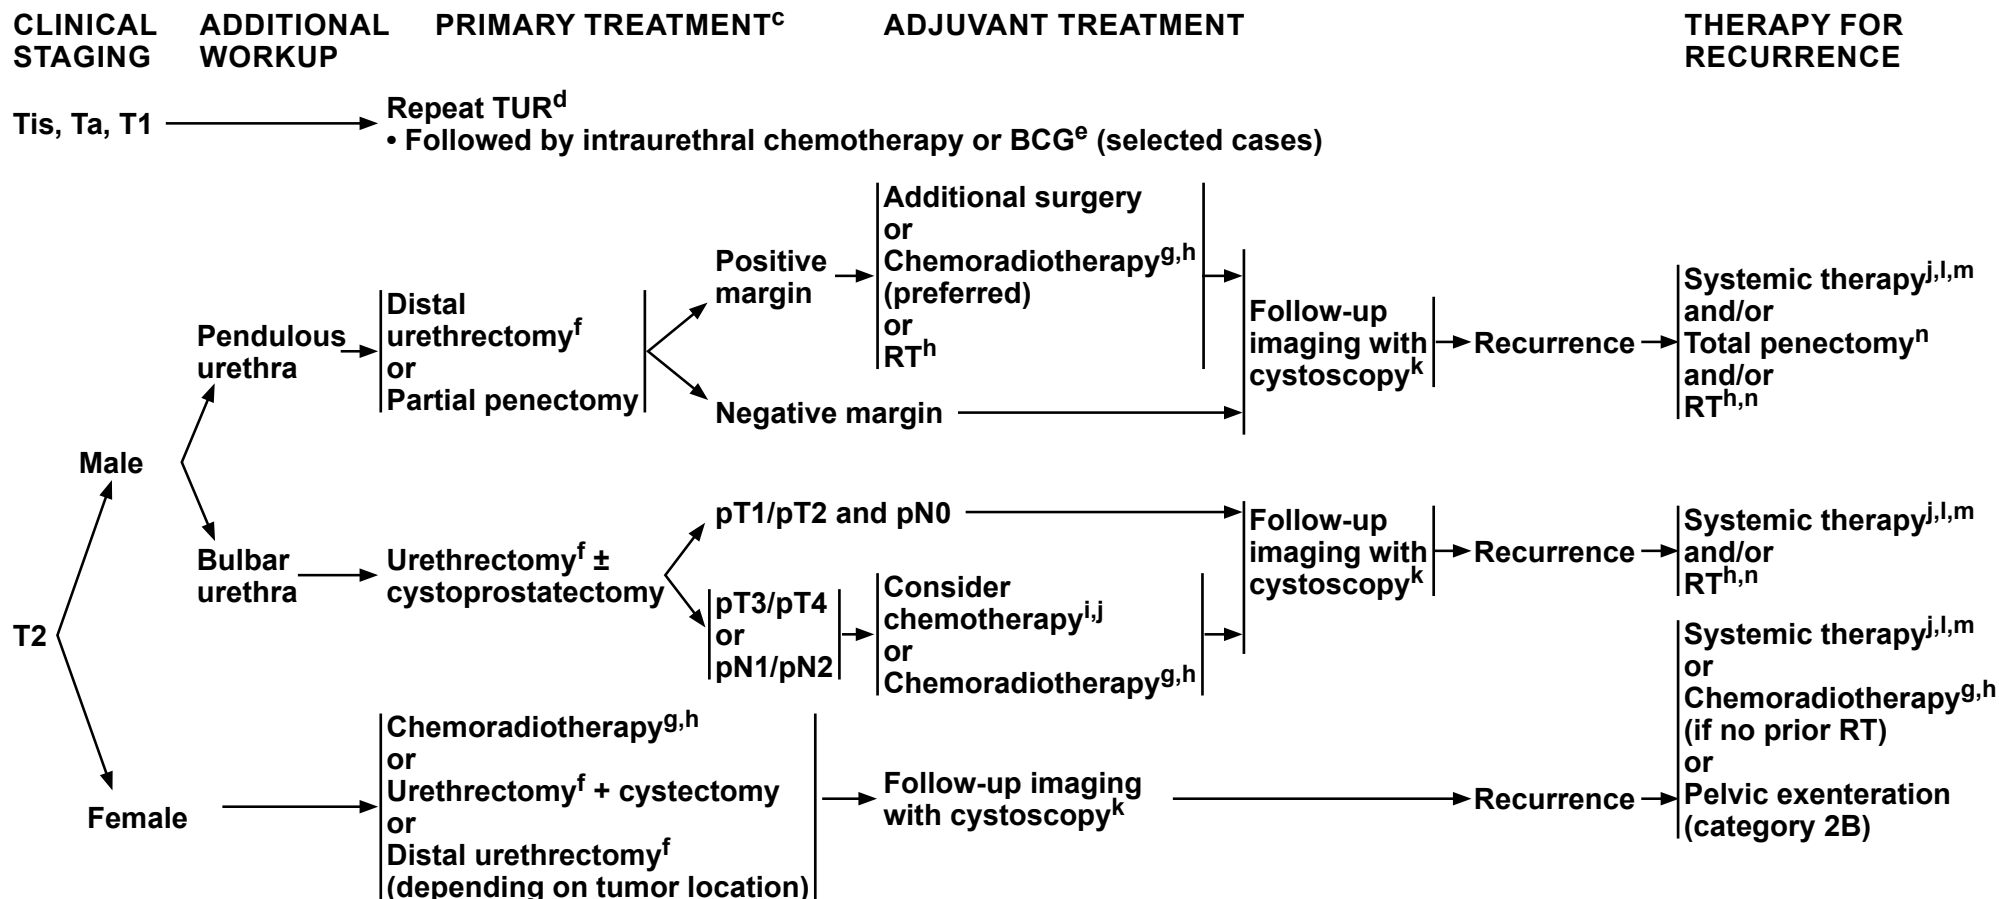 CLINICAL STAGING
ADDITIONAL WORKUP
PRIMARY TREATMENTᶜ
ADJUVANT TREATMENT
THERAPY FOR RECURRENCE
Tis, Ta, T1
Repeat TURᵈ
• Followed by intraurethral chemotherapy or BCGᵉ (selected cases)
T2
Male
Pendulous
urethra
Distal
urethrectomyᶠ
or
Partial penectomy
Positive
margin
Additional surgery
or
Chemoradiotherapyᵍ,ʰ
(preferred)
or
RTʰ
Negative margin
Follow-up
imaging with
cystoscopyᵏ
Recurrence
Systemic therapyʲ,ˡ,ᵐ
and/or
Total penectomyⁿ
and/or
RTʰ,ⁿ
Bulbar
urethra
Urethrectomyᶠ ±
cystoprostatectomy
pT1/pT2 and pN0
pT3/pT4
or
pN1/pN2
Consider
chemotherapyⁱ,ʲ
or
Chemoradiotherapyᵍ,ʰ
Follow-up
imaging with
cystoscopyᵏ
Recurrence
Systemic therapyʲ,ˡ,ᵐ
and/or
RTʰ,ⁿ
Female
Chemoradiotherapyᵍ,ʰ
or
Urethrectomyᶠ + cystectomy
or
Distal urethrectomyᶠ
(depending on tumor location)
Follow-up imaging
with cystoscopyᵏ
Recurrence
Systemic therapyʲ,ˡ,ᵐ
or
Chemoradiotherapyᵍ,ʰ
(if no prior RT)
or
Pelvic exenteration
(category 2B)